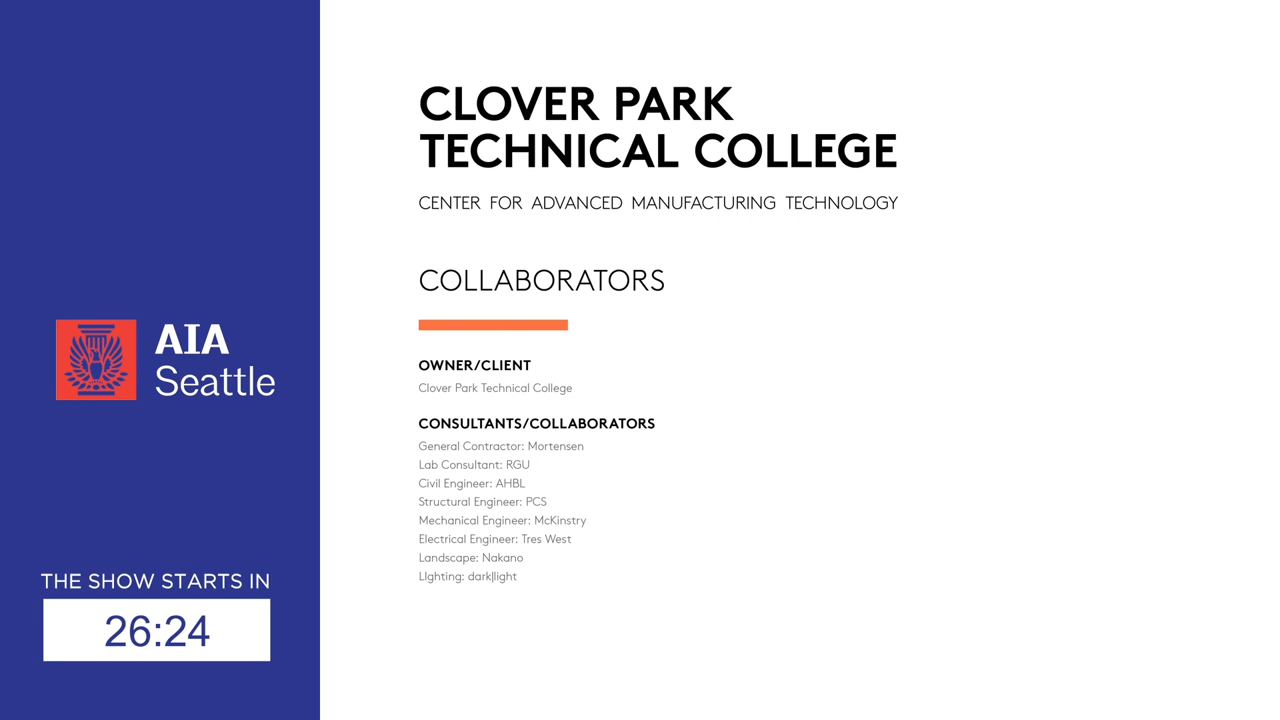 CLOVER PARK
TECHNICAL COLLEGE
CENTER FOR ADVANCED MANUFACTURING TECHNOLOGY
COLLABORATORS
OWNER/CLIENT
Clover Park Technical College
CONSULTANTS/COLLABORATORS
General Contractor: Mortensen
Lab Consultant: RGU
Civil Engineer: AHBL
Structural Engineer: PCS
Mechanical Engineer: McKinstry
Electrical Engineer: Tres West
Landscape: Nakano
LIghting: dark|light
AIA
Seattle
THE SHOW STARTS IN
26:24